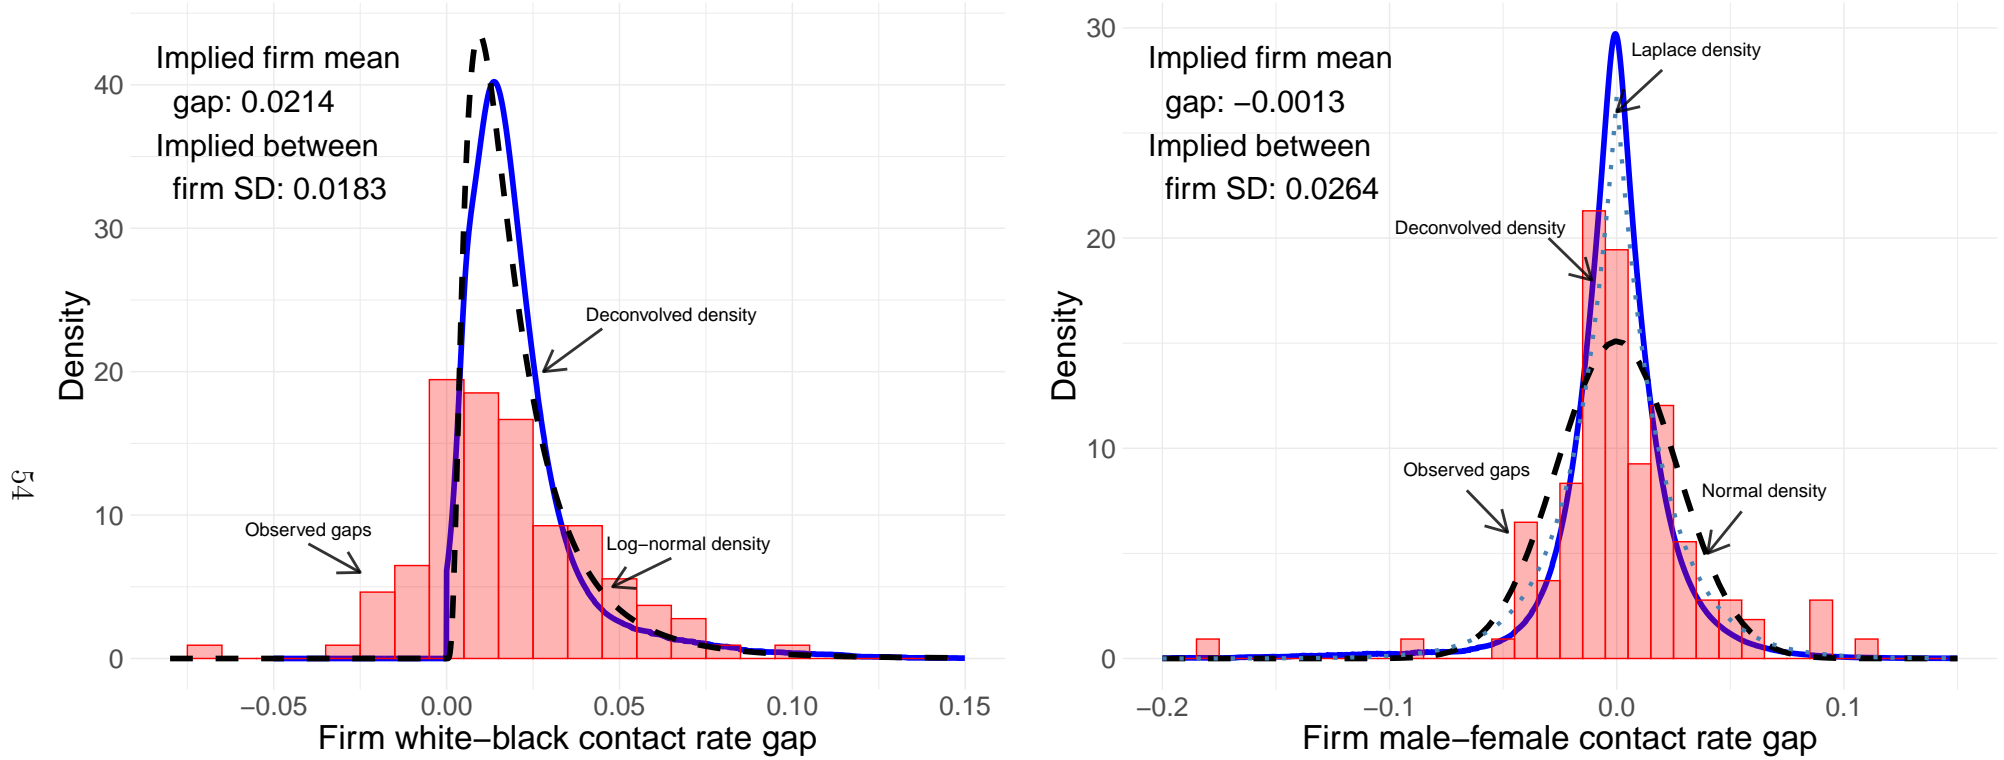 Implied firm mean
gap: 0.0214
Implied between
firm SD: 0.0183
Deconvolved density
Observed gaps
Log−normal density
40
30
20
10
0
Density
−0.05
0.00
0.05
0.10
0.15
Firm white−black contact rate gap
54
Implied firm mean
gap: −0.0013
Implied between
firm SD: 0.0264
Laplace density
Deconvolved density
Observed gaps
Normal density
30
20
10
0
Density
−0.2
−0.1
0.0
0.1
Firm male−female contact rate gap